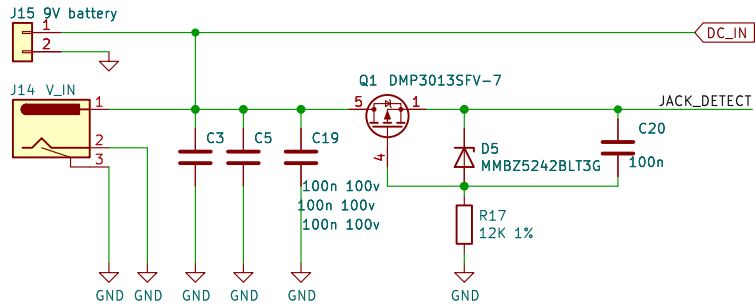 J15 9V battery
1
2
DC_IN
J14 V_IN
1
2
3
Q1 DMP3013SFV-7
5
1
4
JACK_DETECT
C3
C5
C19
100n 100v
100n 100v
100n 100v
D5
MMBZ5242BLT3G
C20
100n
R17
12K 1%
GND
GND
GND
GND
GND
GND